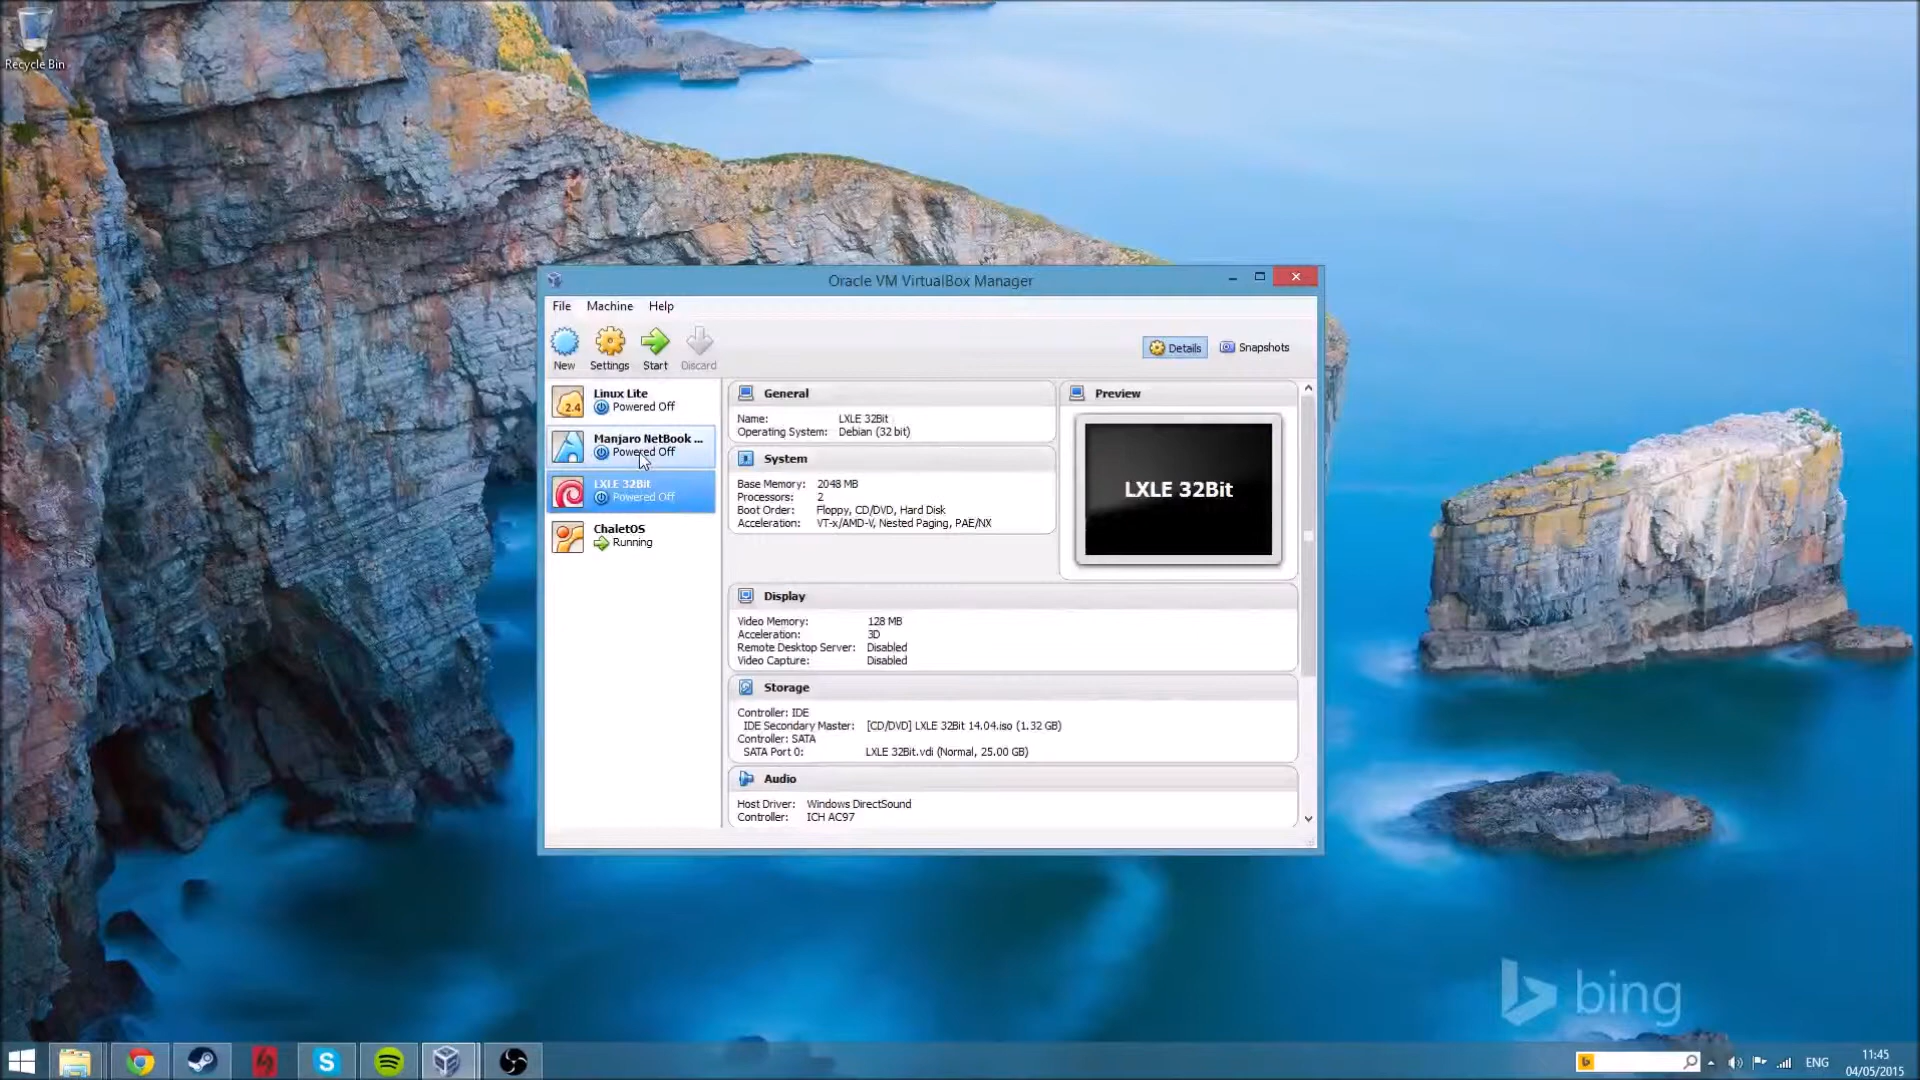 Recycle Bin
Oracle VM VirtualBox Manager
File Machine Help
New Settings Start Discard
Details Snapshots
Linux Lite
2.4
Powered Off
Manjaro NetBook ...
Powered Off
LXLE 32Bit
Powered Off
ChaletOS
Running
General
Name: LXLE 32Bit
Operating System: Debian (32 bit)
System
Base Memory: 2048 MB
Processors: 2
Boot Order: Floppy, CD/DVD, Hard Disk
Acceleration: VT-x/AMD-V, Nested Paging, PAE/NX
Preview
LXLE 32Bit
Display
Video Memory: 128 MB
Acceleration: 3D
Remote Desktop Server: Disabled
Video Capture: Disabled
Storage
Controller: IDE
IDE Secondary Master: [CD/DVD] LXLE 32Bit 14.04.iso (1.32 GB)
Controller: SATA
SATA Port 0: LXLE 32Bit.vdi (Normal, 25.00 GB)
Audio
Host Driver: Windows DirectSound
Controller: ICH AC97
bing
ENG
11:45
04/05/2015